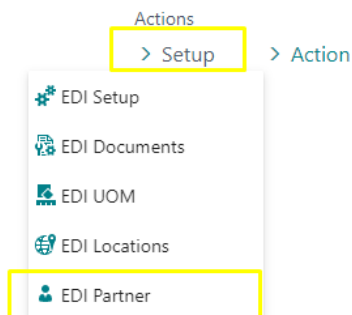 Actions
> Setup > Action
EDI Setup
EDI Documents
EDI UOM
EDI Locations
EDI Partner